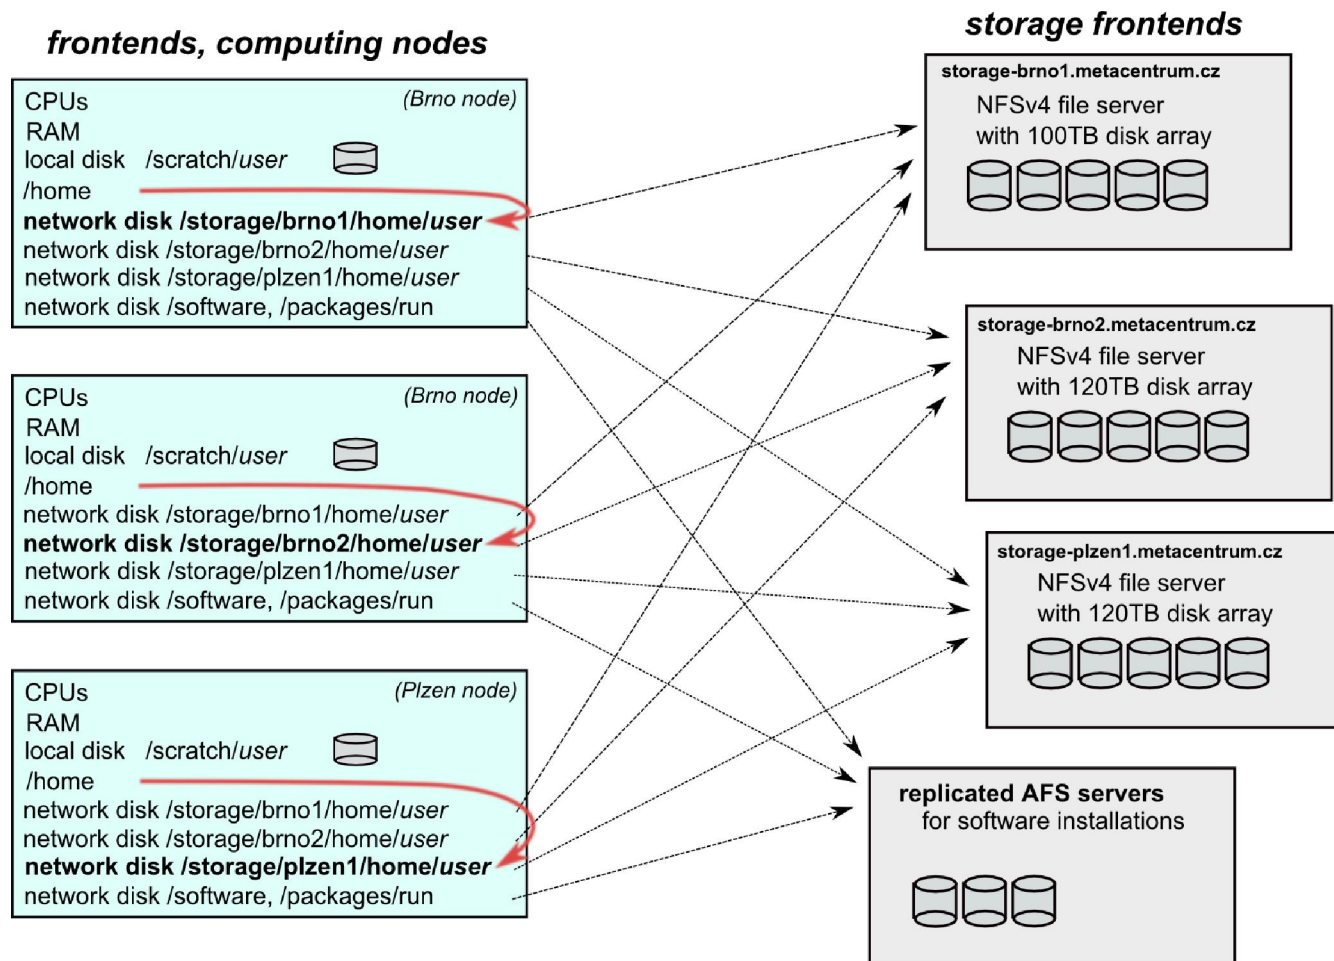 frontends, computing nodes
CPUs (Brno node)
RAM
local disk /scratch/user
/home
network disk /storage/brno1/home/user
network disk /storage/brno2/home/user
network disk /storage/plzen1/home/user
network disk /software, /packages/run
CPUs (Brno node)
RAM
local disk /scratch/user
/home
network disk /storage/brno1/home/user
network disk /storage/brno2/home/user
network disk /storage/plzen1/home/user
network disk /software, /packages/run
CPUs (Plzen node)
RAM
local disk /scratch/user
/home
network disk /storage/brno1/home/user
network disk /storage/brno2/home/user
network disk /storage/plzen1/home/user
network disk /software, /packages/run
storage frontends
storage-brno1.metacentrum.cz
NFSv4 file server
with 100TB disk array
storage-brno2.metacentrum.cz
NFSv4 file server
with 120TB disk array
storage-plzen1.metacentrum.cz
NFSv4 file server
with 120TB disk array
replicated AFS servers
for software installations